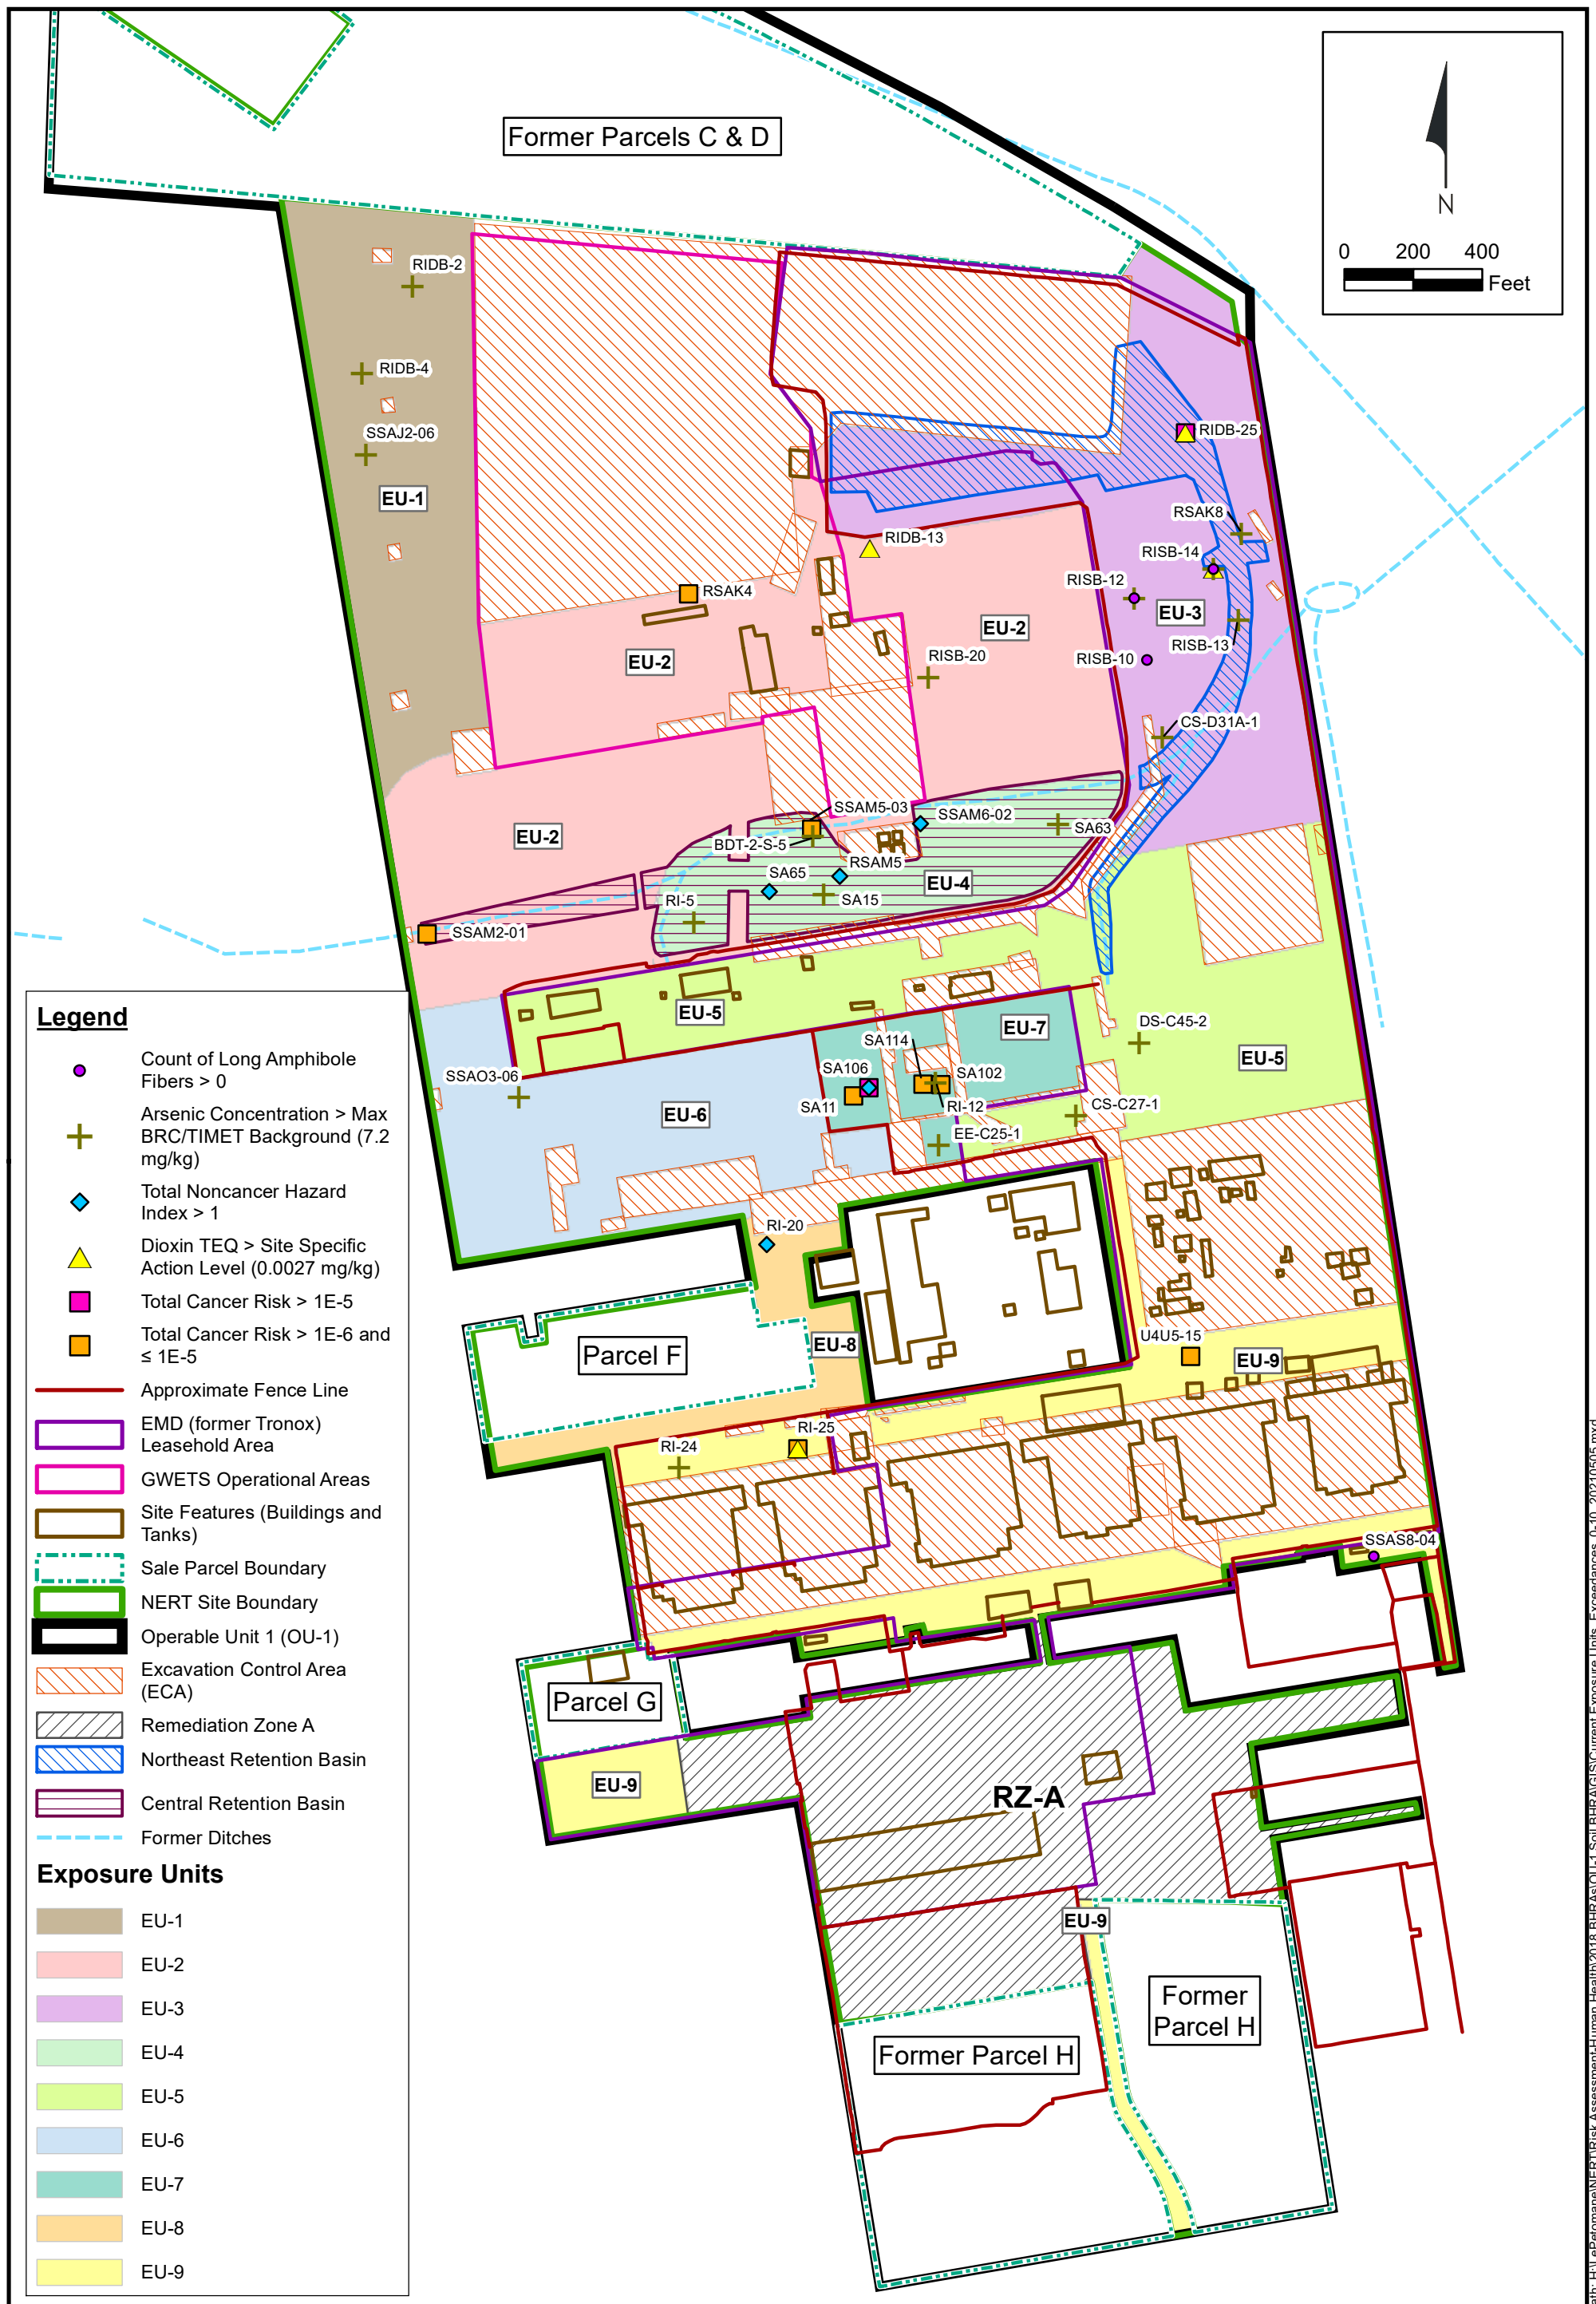 Former Parcels C & D
N
0 200 400
Feet
RIDB-2
RIDB-4
SSAJ2-06
EU-1
RIDB-25
RSAK8
RIDB-13
RISB-14
RISB-12
RSAK4
EU-3
EU-2
RISB-13
EU-2
RISB-20
RISB-10
CS-D31A-1
SSAM5-03
SSAM6-02
EU-2
SA63
BDT-2-S-5
RSAM5
SA65
EU-4
SA15
RI-5
SSAM2-01
EU-5
EU-7
DS-C45-2
SA114
EU-5
SA106
SA102
SSAO3-06
SA11
RI-12
CS-C27-1
EU-6
EE-C25-1
RI-20
U4U5-15
Parcel F
EU-8
EU-9
RI-25
RI-24
SSAS8-04
Parcel G
EU-9
RZ-A
EU-9
Former
Parcel H
Former Parcel H
Legend
Count of Long Amphibole
Fibers > 0
Arsenic Concentration > Max
BRC/TIMET Background (7.2
mg/kg)
Total Noncancer Hazard
Index > 1
Dioxin TEQ > Site Specific
Action Level (0.0027 mg/kg)
Total Cancer Risk > 1E-5
Total Cancer Risk > 1E-6 and
≤ 1E-5
Approximate Fence Line
EMD (former Tronox)
Leasehold Area
GWETS Operational Areas
Site Features (Buildings and
Tanks)
Sale Parcel Boundary
NERT Site Boundary
Operable Unit 1 (OU-1)
Excavation Control Area
(ECA)
Remediation Zone A
Northeast Retention Basin
Central Retention Basin
Former Ditches
Exposure Units
EU-1
EU-2
EU-3
EU-4
EU-5
EU-6
EU-7
EU-8
EU-9